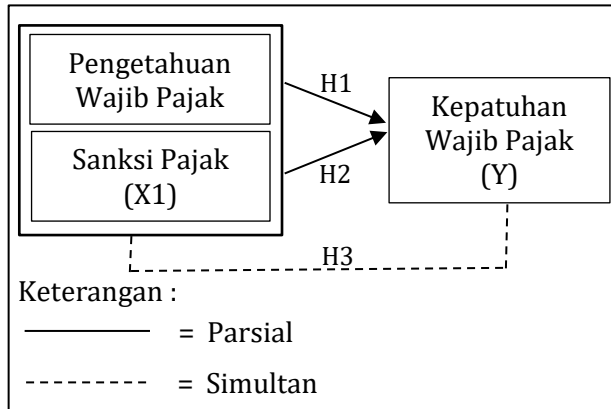 Pengetahuan
Wajib Pajak
Sanksi Pajak
(X1)
H1
H2
Kepatuhan
Wajib Pajak
(Y)
H3
Keterangan :
= Parsial
= Simultan